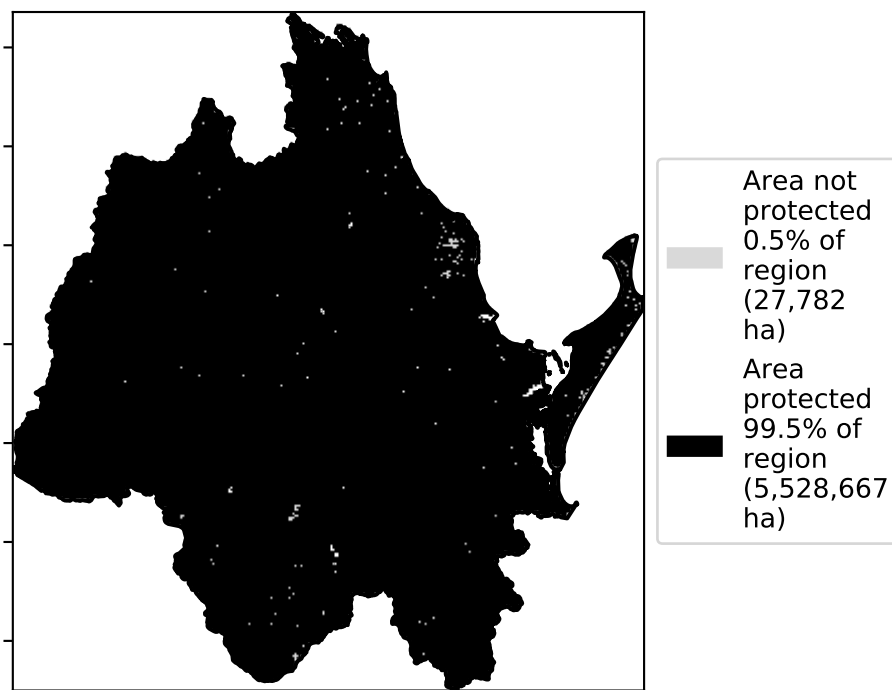 Area not
protected
0.5% of
region
(27,782
ha)
Area
protected
99.5% of
region
(5,528,667
ha)